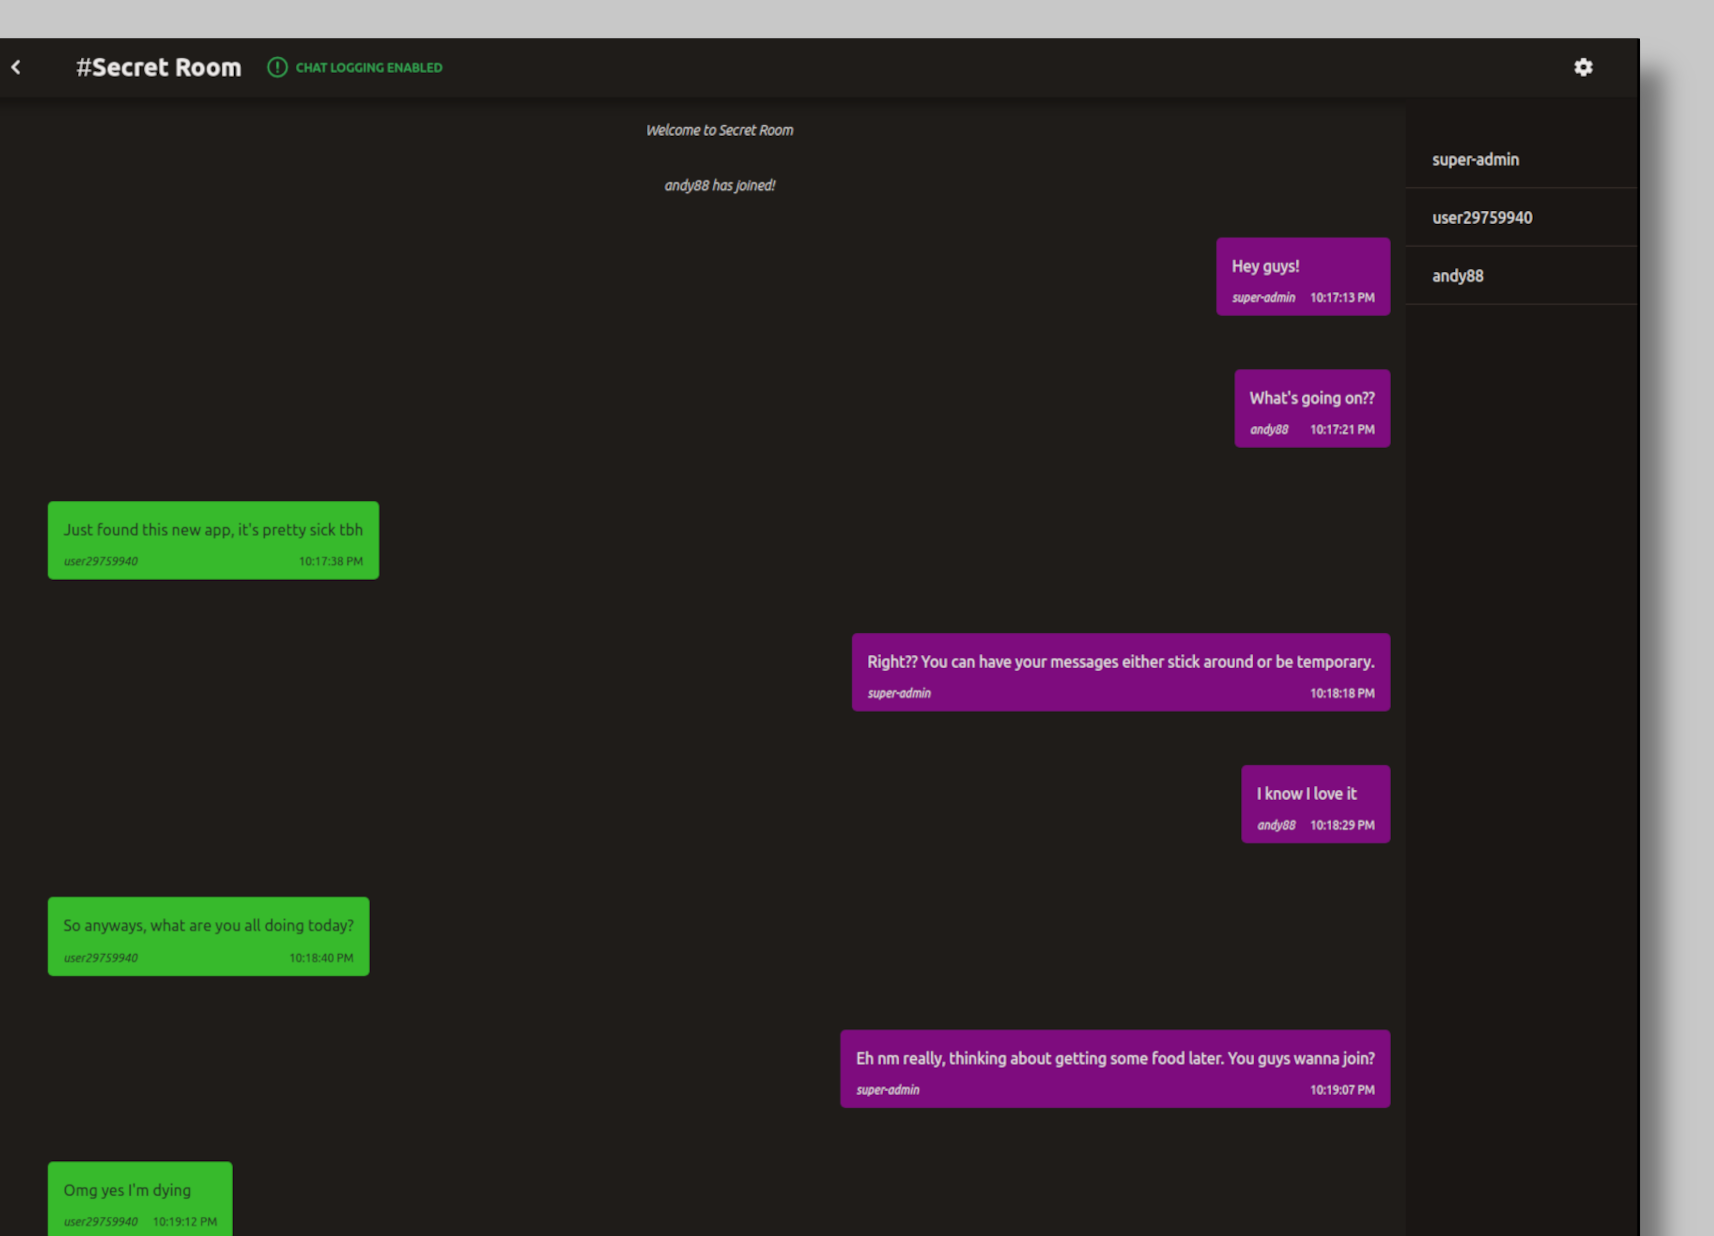 #Secret Room CHAT LOGGING ENABLED
Welcome to Secret Room
andy88 has joined!
super-admin
user29759940
andy88
Hey guys!
super-admin 10:17:13 PM
What's going on??
andy88 10:17:21 PM
Just found this new app, it's pretty sick tbh
user29759940 10:17:38 PM
Right?? You can have your messages either stick around or be temporary.
super-admin 10:18:18 PM
I know I love it
andy88 10:18:29 PM
So anyways, what are you all doing today?
user29759940 10:18:40 PM
Eh nm really, thinking about getting some food later. You guys wanna join?
super-admin 10:19:07 PM
Omg yes I'm dying
user29759940 10:19:12 PM